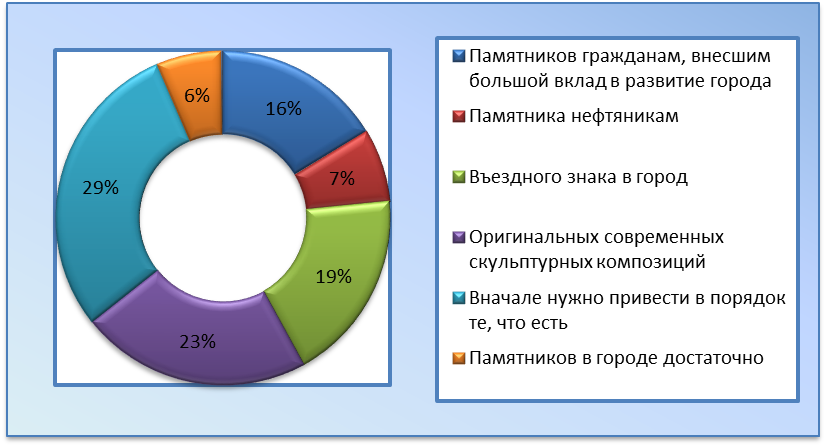 16%
7%
19%
23%
29%
6%
Памятников гражданам, внесшим
большой вклад в развитие города
Памятника нефтяникам
Въездного знака в город
Оригинальных современных
скульптурных композиций
Вначале нужно привести в порядок
те, что есть
Памятников в городе достаточно